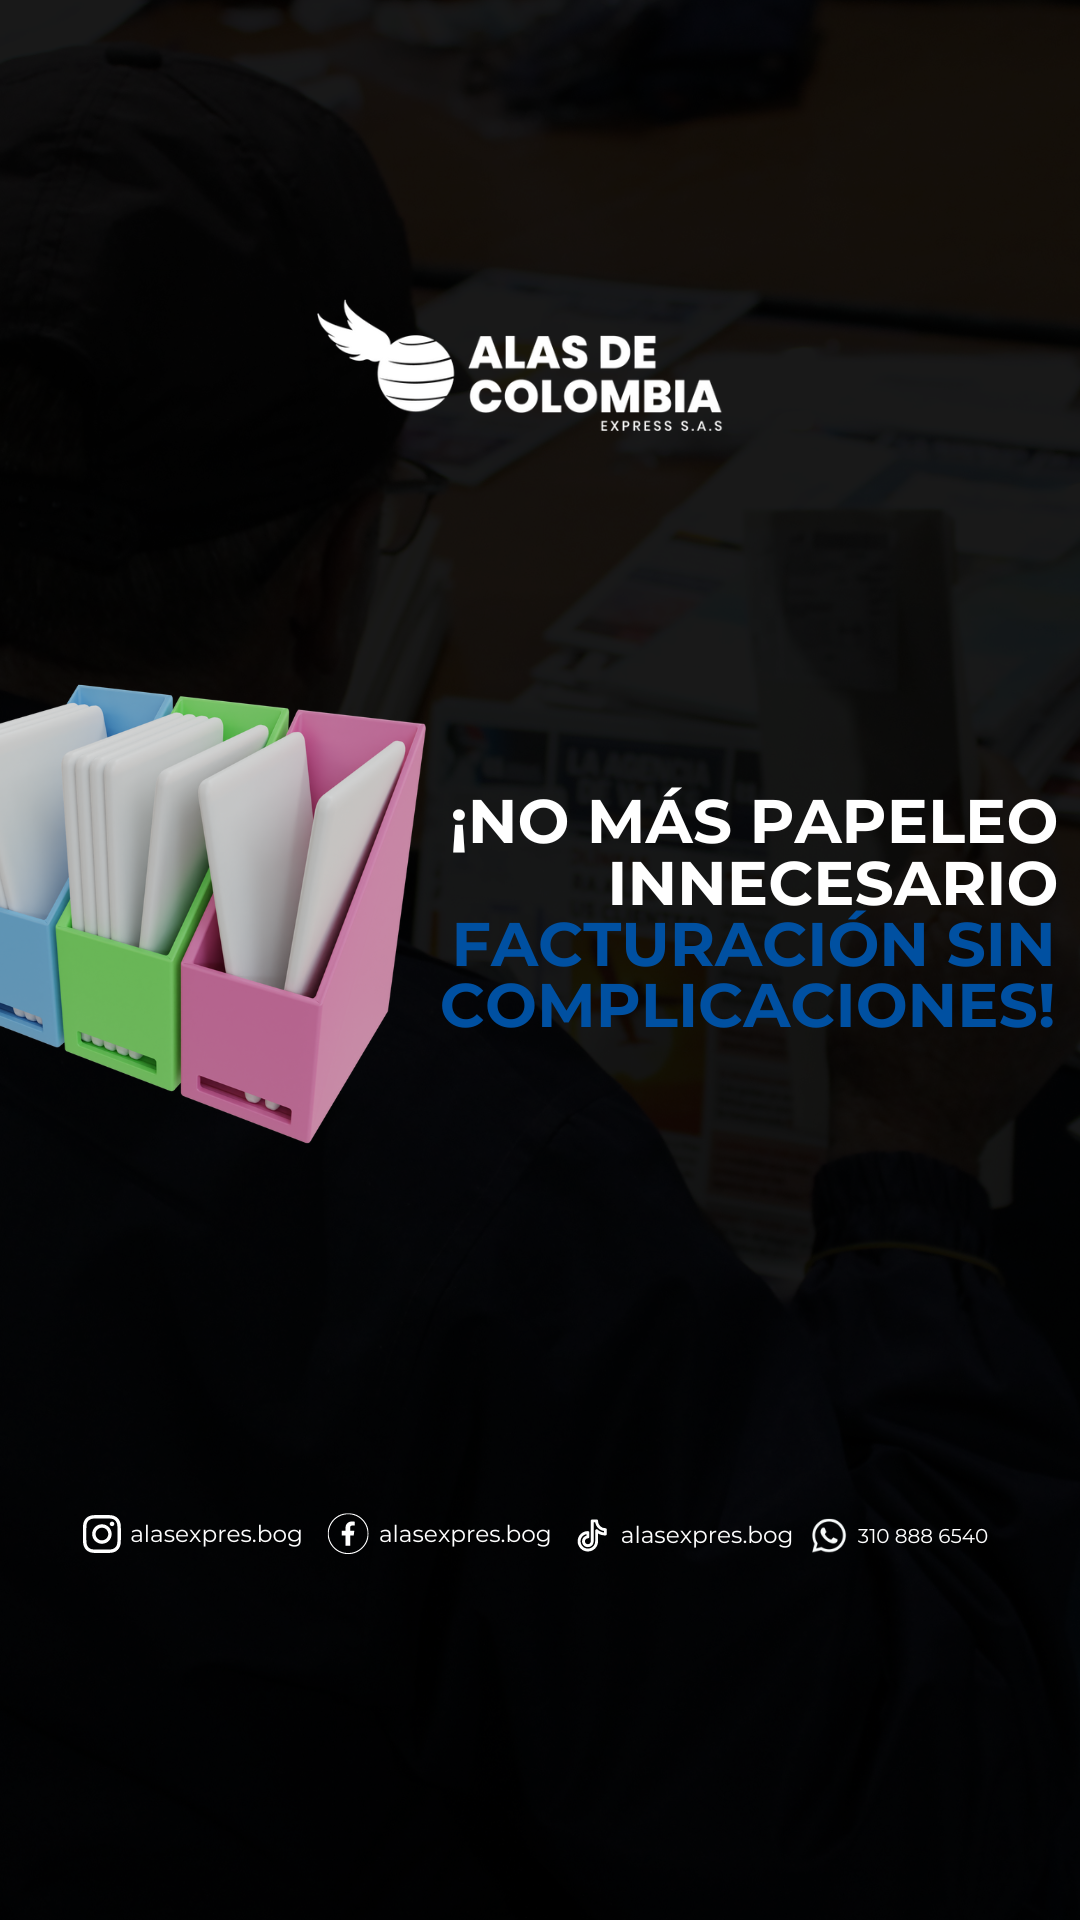 ALAS DE
COLOMBIA
EXPRESS S.A.S
¡NO MÁS PAPELEO
INNECESARIO
FACTURACIÓN SIN
COMPLICACIONES!
alasexpres.bog
alasexpres.bog
alasexpres.bog
310 888 6540